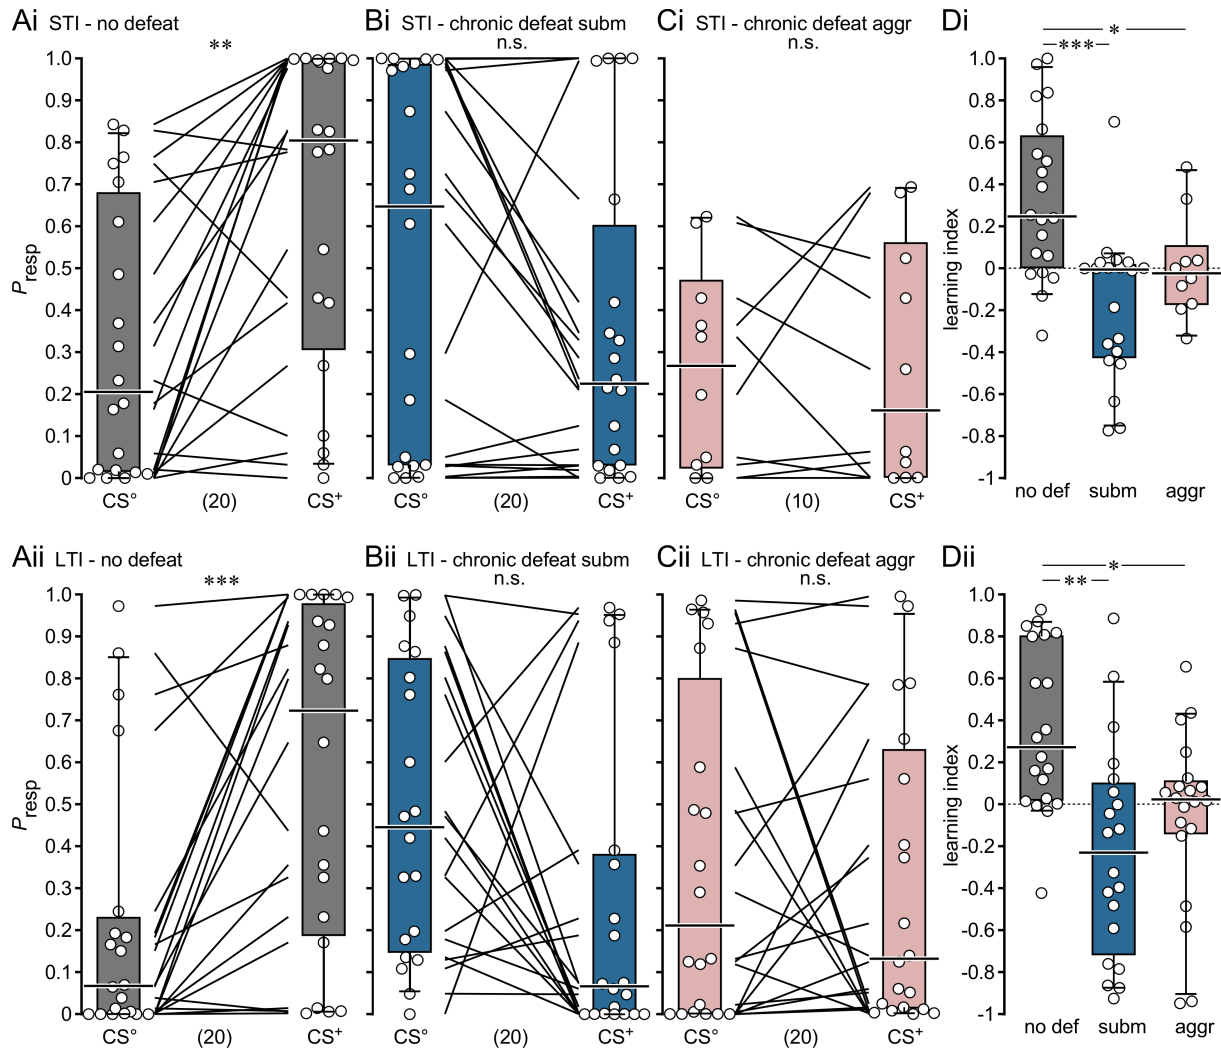 Ai STI - no defeat
**
P resp
1.0
0.9
0.8
0.7
0.6
0.5
0.4
0.3
0.2
0.1
0
CS° (20) CS⁺
Bi STI - chronic defeat subm
n.s.
CS° (20) CS⁺
Ci STI - chronic defeat aggr
n.s.
CS° (10) CS⁺
Di
*
***
learning index
1.0
0.8
0.6
0.4
0.2
0
-0.2
-0.4
-0.6
-0.8
-1
no def subm aggr
Aii LTI - no defeat
***
P resp
1.0
0.9
0.8
0.7
0.6
0.5
0.4
0.3
0.2
0.1
0
CS° (20) CS⁺
Bii LTI - chronic defeat subm
n.s.
CS° (20) CS⁺
Cii LTI - chronic defeat aggr
n.s.
CS° (20) CS⁺
Dii
*
**
learning index
1.0
0.8
0.6
0.4
0.2
0
-0.2
-0.4
-0.6
-0.8
-1
no def subm aggr